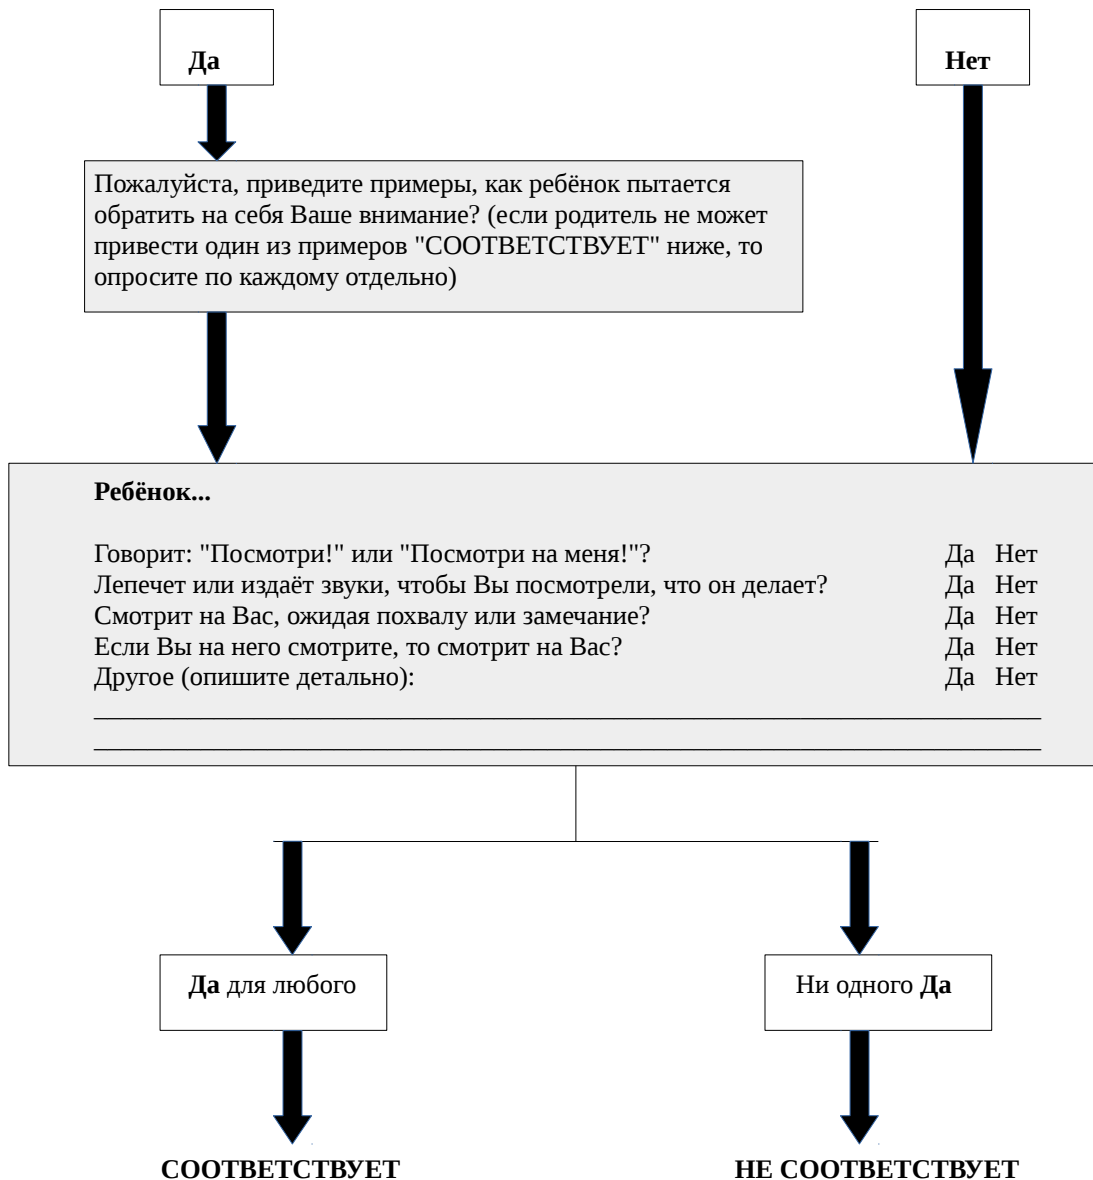 Да
Нет
Пожалуйста, приведите примеры, как ребёнок пытается
обратить на себя Ваше внимание? (если родитель не может
привести один из примеров "СООТВЕТСТВУЕТ" ниже, то
опросите по каждому отдельно)
Ребёнок...
Говорит: "Посмотри!" или "Посмотри на меня!"? Да Нет
Лепечет или издаёт звуки, чтобы Вы посмотрели, что он делает? Да Нет
Смотрит на Вас, ожидая похвалу или замечание? Да Нет
Если Вы на него смотрите, то смотрит на Вас? Да Нет
Другое (опишите детально): Да Нет
Да для любого
Ни одного Да
СООТВЕТСТВУЕТ
НЕ СООТВЕТСТВУЕТ